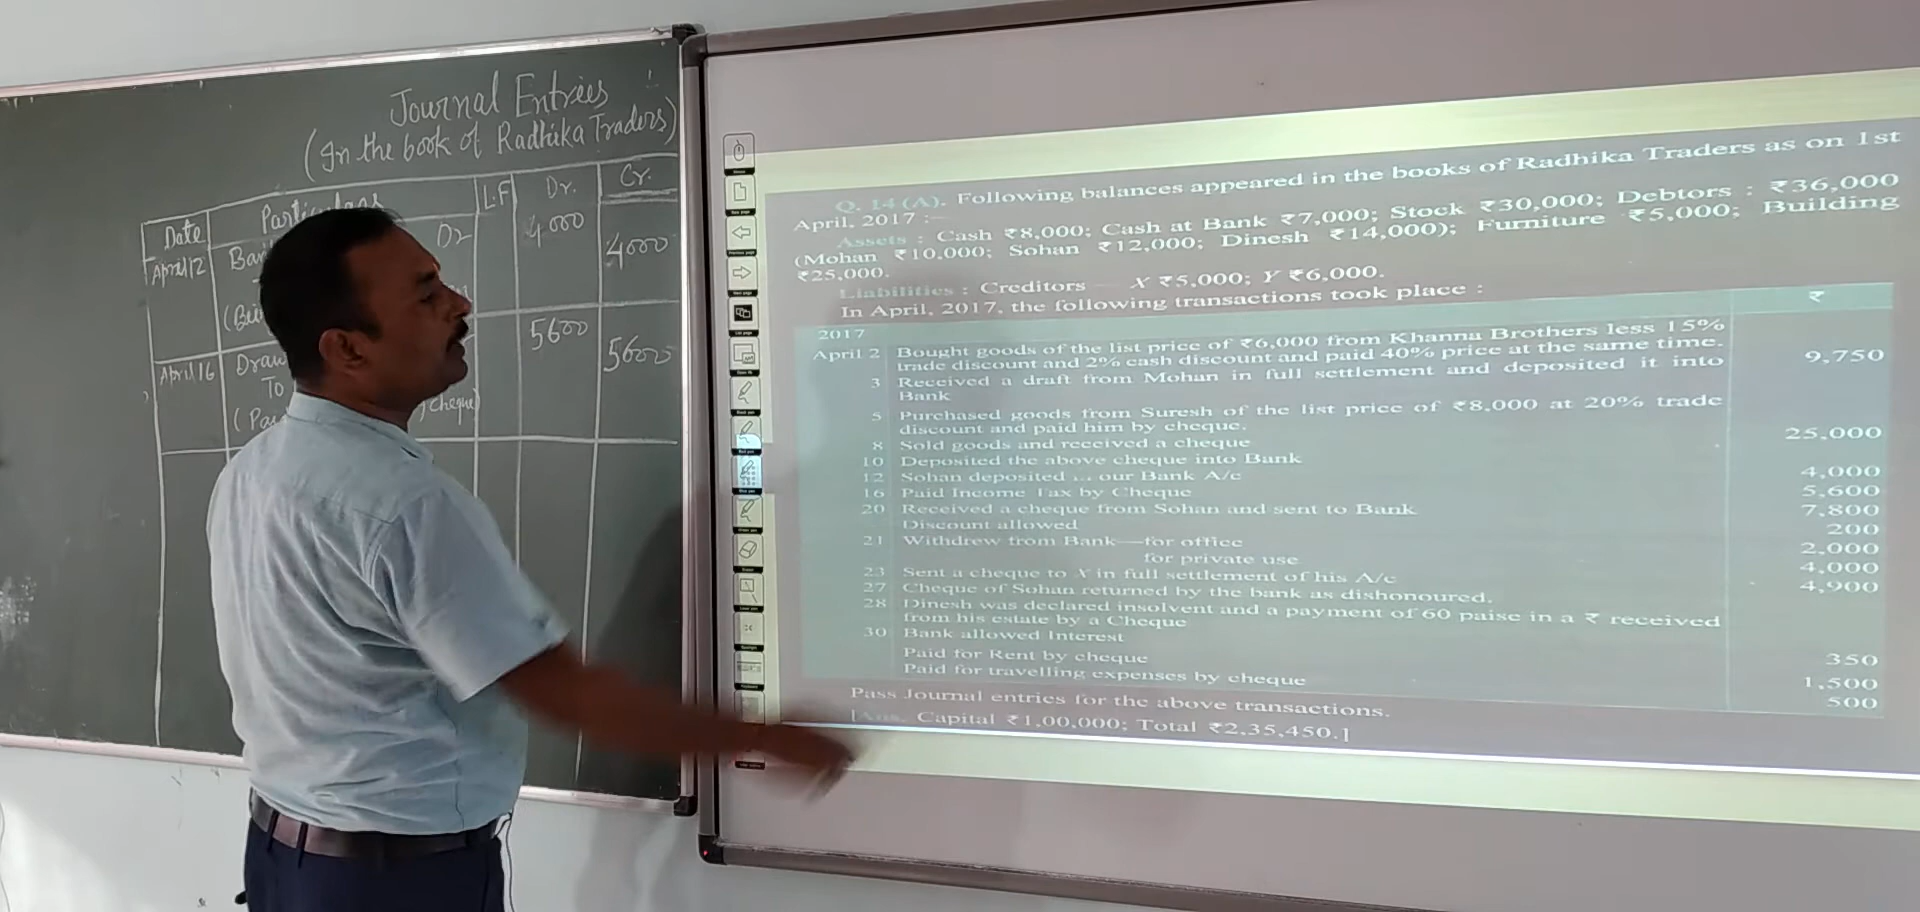 Journal Entries
(In the book of Radhika Traders)
Date
L.F
Dr.
Cr.
April 12
Dr
4000
4000
April 16
Draw
5600
5600
To
cheque)
Q. 14 (A). Following balances appeared in the books of Radhika Traders as on 1st
April, 2017 :—
Assets : Cash ₹8,000; Cash at Bank ₹7,000; Stock ₹30,000; Debtors : ₹36,000
(Mohan ₹10,000; Sohan ₹12,000; Dinesh ₹14,000); Furniture ₹5,000; Building
₹25,000.
Liabilities : Creditors — X ₹5,000; Y ₹6,000.
In April, 2017, the following transactions took place :
2017 ₹
April 2 Bought goods of the list price of ₹6,000 from Khanna Brothers less 15%
trade discount and 2% cash discount and paid 40% price at the same time.
3 Received a draft from Mohan in full settlement and deposited it into 9,750
Bank
5 Purchased goods from Suresh of the list price of ₹8,000 at 20% trade
discount and paid him by cheque.
8 Sold goods and received a cheque 25,000
10 Deposited the above cheque into Bank
12 Sohan deposited in our Bank A/c 4,000
16 Paid Income Tax by Cheque 5,600
20 Received a cheque from Sohan and sent to Bank 7,800
Discount allowed 200
21 Withdrew from Bank—for office 2,000
for private use 4,000
23 Sent a cheque to X in full settlement of his A/c 4,900
27 Cheque of Sohan returned by the bank as dishonoured.
28 Dinesh was declared insolvent and a payment of 60 paise in a ₹ received
from his estate by a Cheque
30 Bank allowed Interest 350
Paid for Rent by cheque 1,500
Paid for travelling expenses by cheque 500
Pass Journal entries for the above transactions.
[Ans. Capital ₹1,00,000; Total ₹2,35,450.]